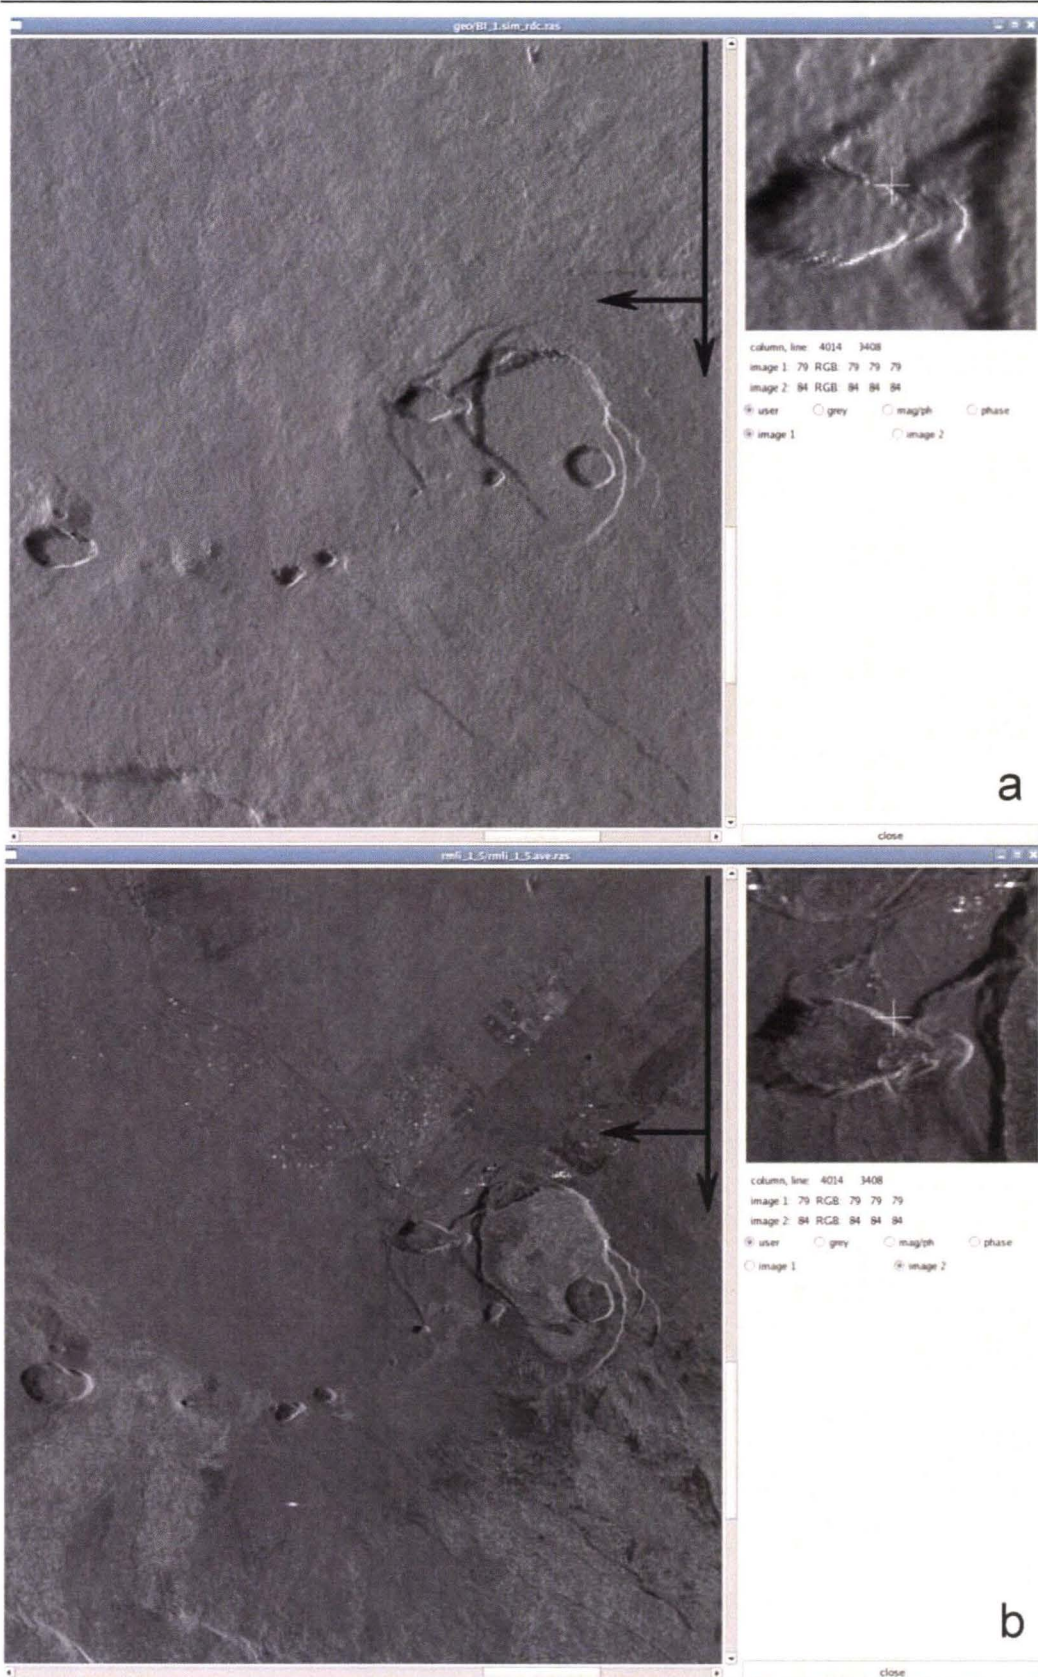 geo/BI_1.sim_rdc.ras
column, line: 4014 3408
image 1: 79 RGB: 79 79 79
image 2: 84 RGB: 84 84 84
user grey mag/ph phase
image 1 image 2
a
close
rmli_1_5/rmli_1_5.ave.ras
column, line: 4014 3408
image 1: 79 RGB: 79 79 79
image 2: 84 RGB: 84 84 84
user grey mag/ph phase
image 1 image 2
b
close